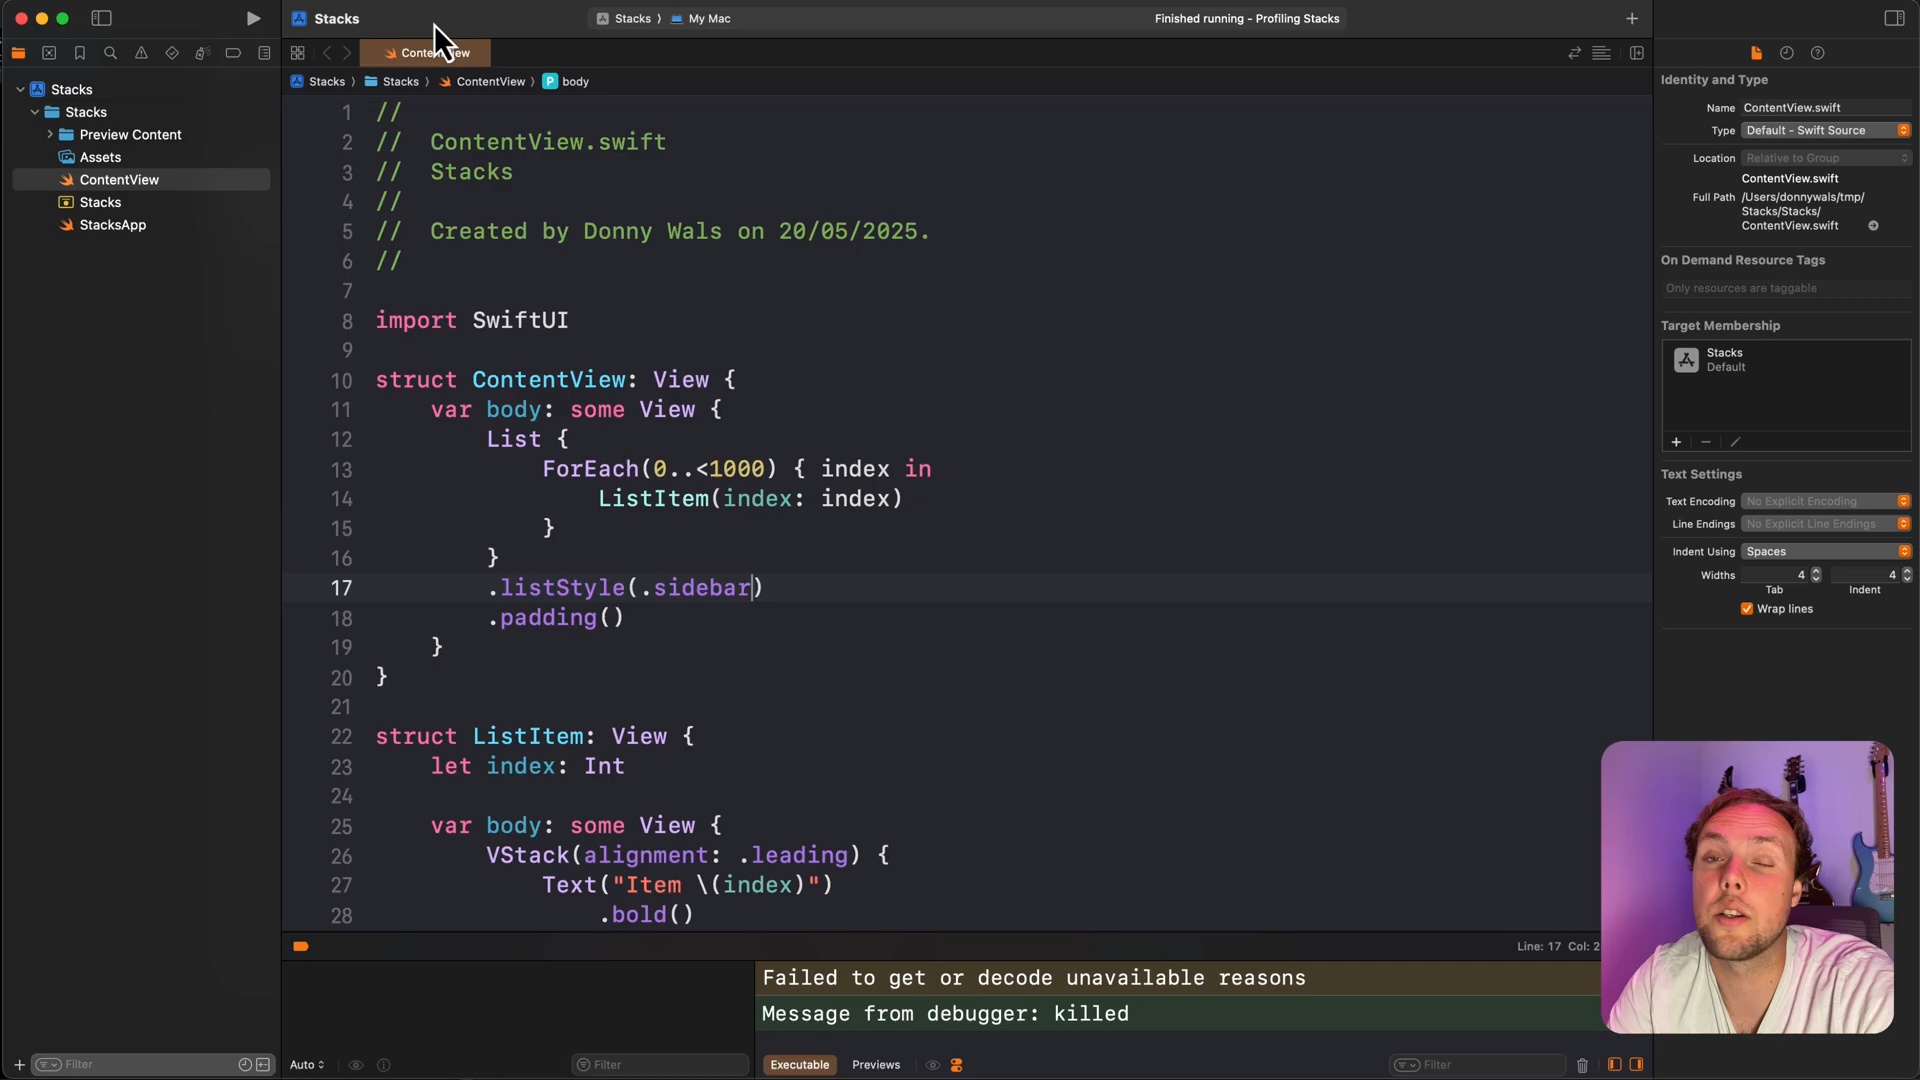 Stacks
Stacks 〉 My Mac
Finished running - Profiling Stacks
ContentView
Stacks 〉 Stacks 〉 ContentView 〉 P body
Stacks
Stacks
Preview Content
Assets
ContentView
Stacks
StacksApp
1 //
2 //  ContentView.swift
3 //  Stacks
4 //
5 //  Created by Donny Wals on 20/05/2025.
6 //
7
8 import SwiftUI
9
10 struct ContentView: View {
11 var body: some View {
12 List {
13 ForEach(0..<1000) { index in
14 ListItem(index: index)
15 }
16 }
17 .listStyle(.sidebar)
18 .padding()
19 }
20 }
21
22 struct ListItem: View {
23 let index: Int
24
25 var body: some View {
26 VStack(alignment: .leading) {
27 Text("Item \(index)")
28 .bold()
Line: 17 Col:
Failed to get or decode unavailable reasons
Message from debugger: killed
Filter
Auto
Filter
Executable
Previews
Filter
Identity and Type
Name ContentView.swift
Type Default - Swift Source
Location Relative to Group
ContentView.swift
Full Path /Users/donnywals/tmp/
Stacks/Stacks/
ContentView.swift
On Demand Resource Tags
Only resources are taggable
Target Membership
Stacks
Default
Text Settings
Text Encoding No Explicit Encoding
Line Endings No Explicit Line Endings
Indent Using Spaces
Widths 4 4
Tab Indent
Wrap lines